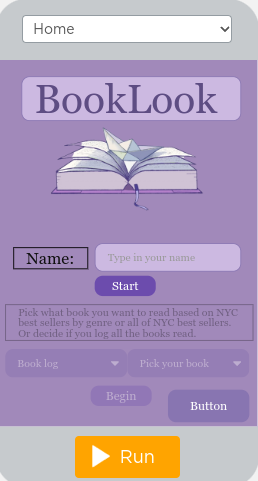 Home
BookLook
Name:
Type in your name
Start
Pick what book you want to read based on NYC
best sellers by genre or all of NYC best sellers.
Or decide if you log all the books read.
Book log
Pick your book
Begin
Button
Run